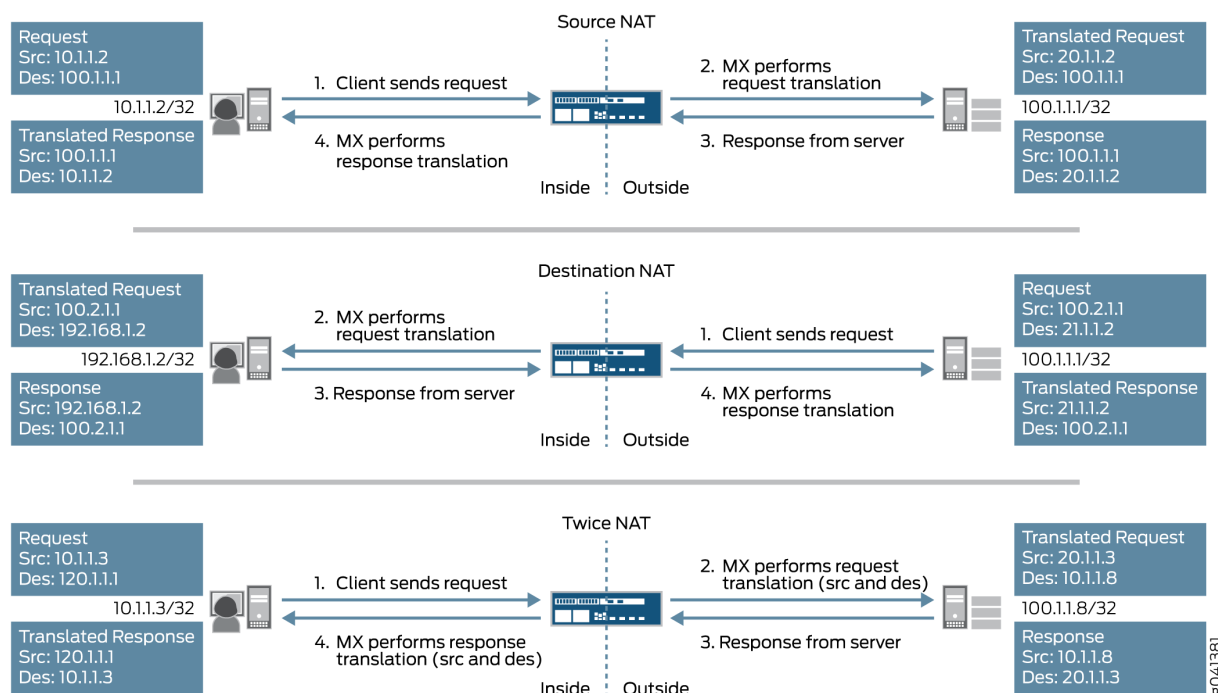 Source NAT
Request
Src: 10.1.1.2
Des: 100.1.1.1
10.1.1.2/32
Translated Response
Src: 100.1.1.1
Des: 10.1.1.2
1. Client sends request
4. MX performs
response translation
2. MX performs
request translation
3. Response from server
Inside
Outside
Translated Request
Src: 20.1.1.2
Des: 100.1.1.1
100.1.1.1/32
Response
Src: 100.1.1.1
Des: 20.1.1.2
Destination NAT
Translated Request
Src: 100.2.1.1
Des: 192.168.1.2
192.168.1.2/32
Response
Src: 192.168.1.2
Des: 100.2.1.1
2. MX performs
request translation
3. Response from server
1. Client sends request
4. MX performs
response translation
Inside
Outside
Request
Src: 100.2.1.1
Des: 21.1.1.2
100.1.1.1/32
Translated Response
Src: 21.1.1.2
Des: 100.2.1.1
Twice NAT
Request
Src: 10.1.1.3
Des: 120.1.1.1
10.1.1.3/32
Translated Response
Src: 120.1.1.1
Des: 10.1.1.3
1. Client sends request
4. MX performs response
translation (src and des)
2. MX performs request
translation (src and des)
3. Response from server
Inside
Outside
Translated Request
Src: 20.1.1.3
Des: 10.1.1.8
100.1.1.8/32
Response
Src: 10.1.1.8
Des: 20.1.1.3
g041381